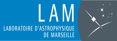 LAM
LABORATOIRE D'ASTROPHYSIQUE
DE MARSEILLE